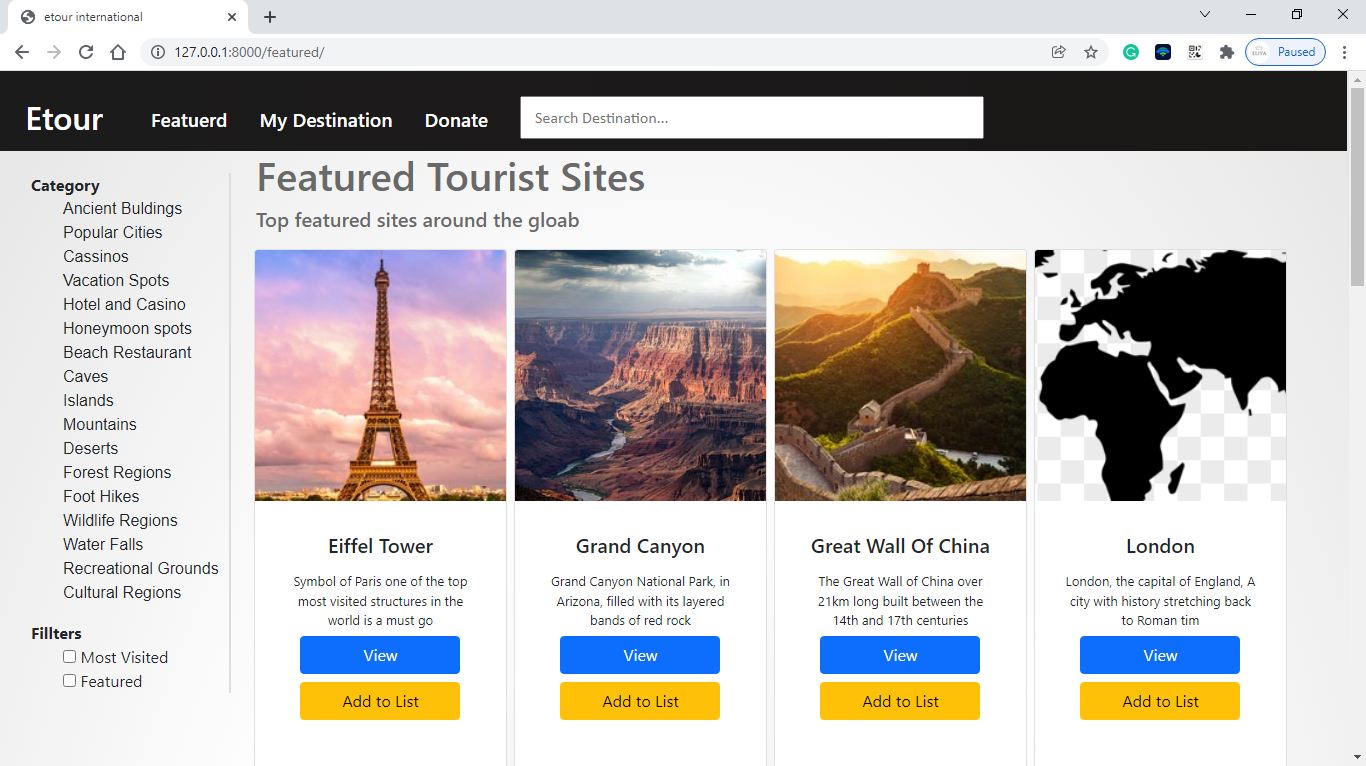 etour international
127.0.0.1:8000/featured/
Paused
Etour
Featuerd
My Destination
Donate
Search Destination...
Category
Ancient Buldings
Popular Cities
Cassinos
Vacation Spots
Hotel and Casino
Honeymoon spots
Beach Restaurant
Caves
Islands
Mountains
Deserts
Forest Regions
Foot Hikes
Wildlife Regions
Water Falls
Recreational Grounds
Cultural Regions
Fillters
Most Visited
Featured
Featured Tourist Sites
Top featured sites around the gloab
Eiffel Tower
Symbol of Paris one of the top
most visited structures in the
world is a must go
View
Add to List
Grand Canyon
Grand Canyon National Park, in
Arizona, filled with its layered
bands of red rock
View
Add to List
Great Wall Of China
The Great Wall of China over
21km long built between the
14th and 17th centuries
View
Add to List
London
London, the capital of England, A
city with history stretching back
to Roman tim
View
Add to List